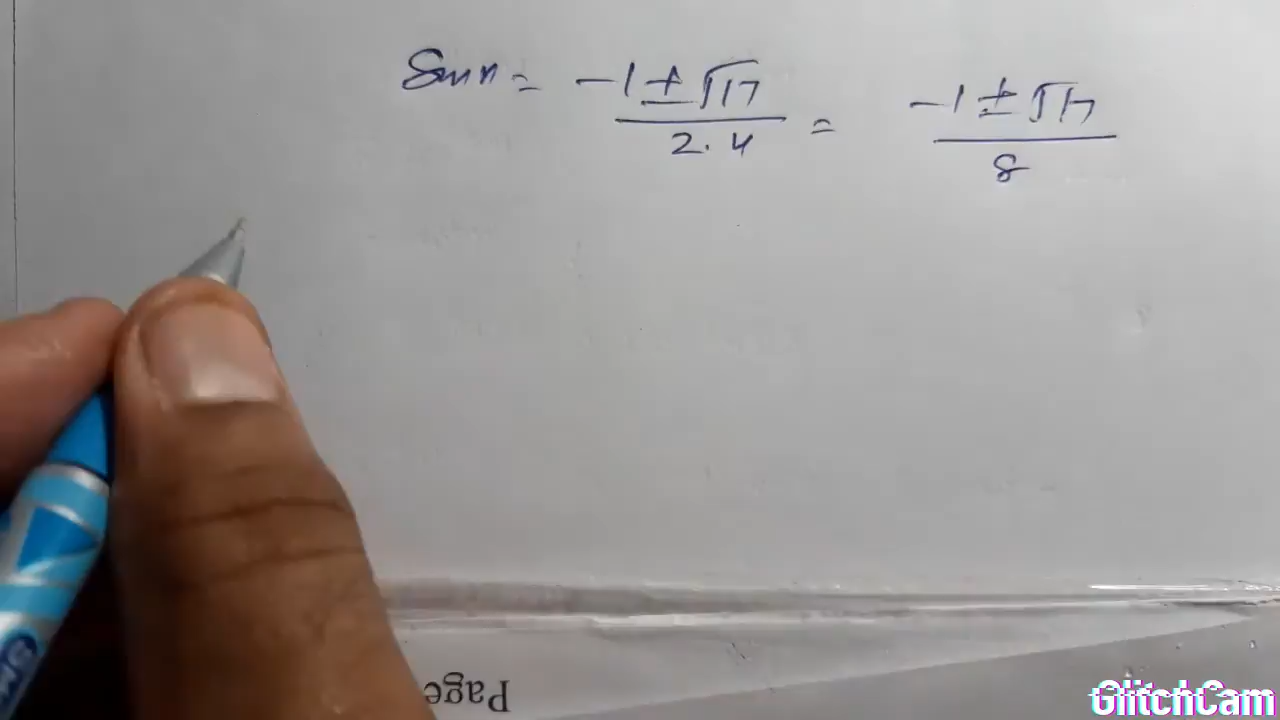 Sin x = -1 ± √17 / 2.4 = -1 ± √17 / 8
Page
GlitchCam